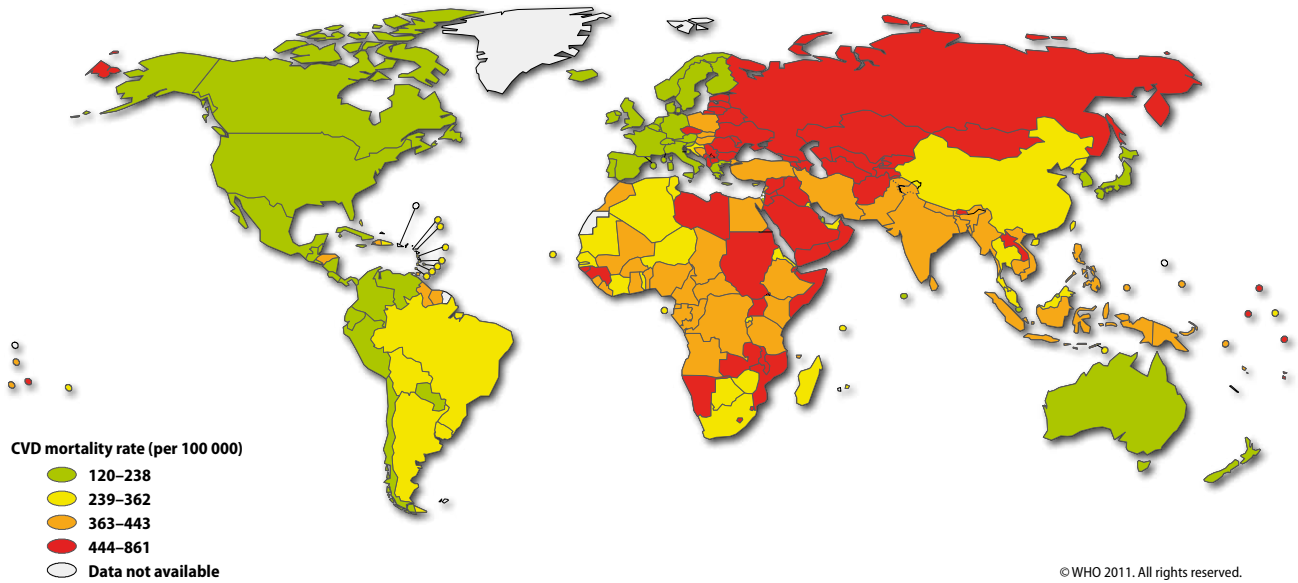 CVD mortality rate (per 100 000)
120–238
239–362
363–443
444–861
Data not available
© WHO 2011. All rights reserved.